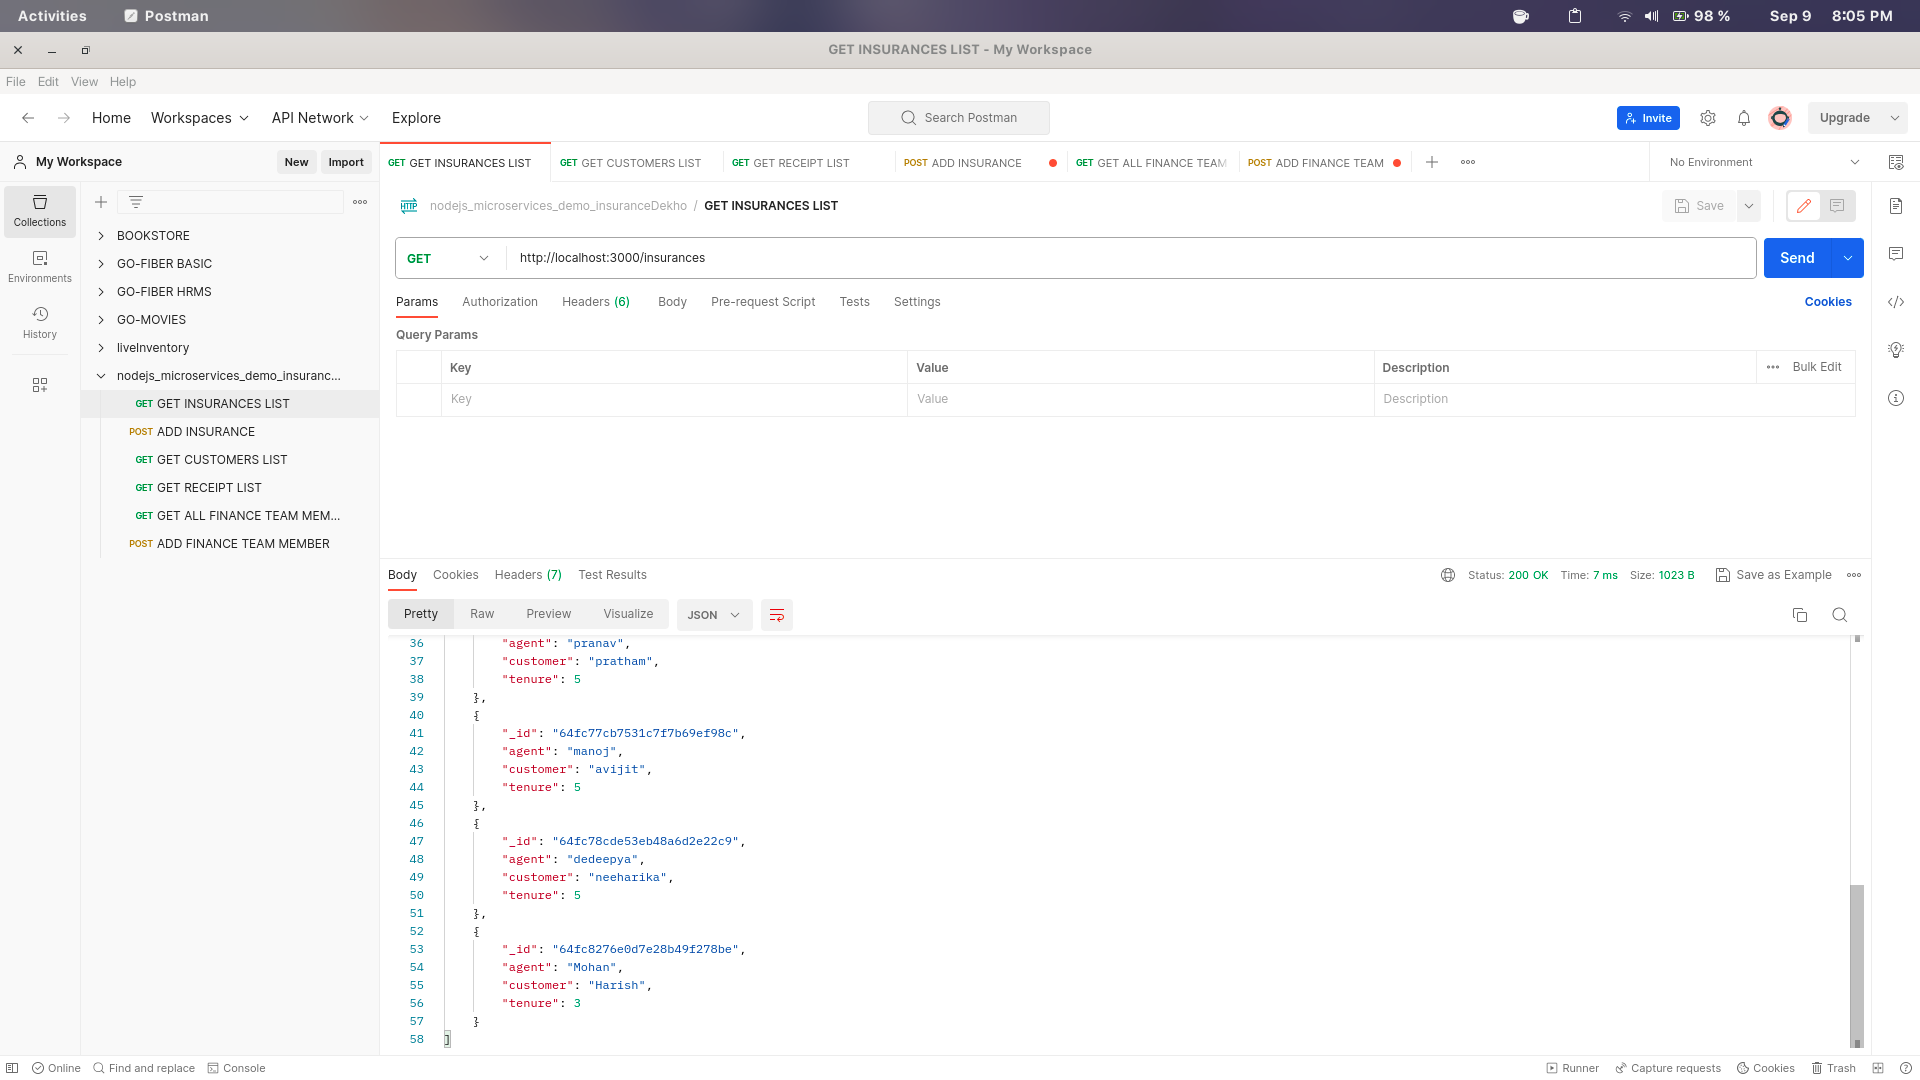 Activities Postman 98 % Sep 9 8:05 PM
GET INSURANCES LIST - My Workspace
File Edit View Help
Home Workspaces API Network Explore Search Postman Invite Upgrade
My Workspace New Import
GET GET INSURANCES LIST GET GET CUSTOMERS LIST GET GET RECEIPT LIST POST ADD INSURANCE GET GET ALL FINANCE TEAM POST ADD FINANCE TEAM No Environment
Collections
Environments
History
BOOKSTORE
GO-FIBER BASIC
GO-FIBER HRMS
GO-MOVIES
liveInventory
nodejs_microservices_demo_insuranc...
GET GET INSURANCES LIST
POST ADD INSURANCE
GET GET CUSTOMERS LIST
GET GET RECEIPT LIST
GET GET ALL FINANCE TEAM MEM...
POST ADD FINANCE TEAM MEMBER
HTTP nodejs_microservices_demo_insuranceDekho / GET INSURANCES LIST Save
GET http://localhost:3000/insurances Send
Params Authorization Headers (6) Body Pre-request Script Tests Settings Cookies
Query Params
Key Value Description Bulk Edit
Key Value Description
Body Cookies Headers (7) Test Results Status: 200 OK Time: 7 ms Size: 1023 B Save as Example
Pretty Raw Preview Visualize JSON
36 "agent": "pranav",
37 "customer": "pratham",
38 "tenure": 5
39 },
40 {
41 "_id": "64fc77cb7531c7f7b69ef98c",
42 "agent": "manoj",
43 "customer": "avijit",
44 "tenure": 5
45 },
46 {
47 "_id": "64fc78cde53eb48a6d2e22c9",
48 "agent": "dedeepya",
49 "customer": "neeharika",
50 "tenure": 5
51 },
52 {
53 "_id": "64fc8276e0d7e28b49f278be",
54 "agent": "Mohan",
55 "customer": "Harish",
56 "tenure": 3
57 }
58 ]
Online Find and replace Console Runner Capture requests Cookies Trash